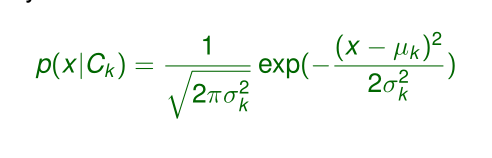 p(x|C_k) = \frac{1}{\sqrt{2\pi\sigma_k^2}} exp(-\frac{(x - \mu_k)^2}{2\sigma_k^2})